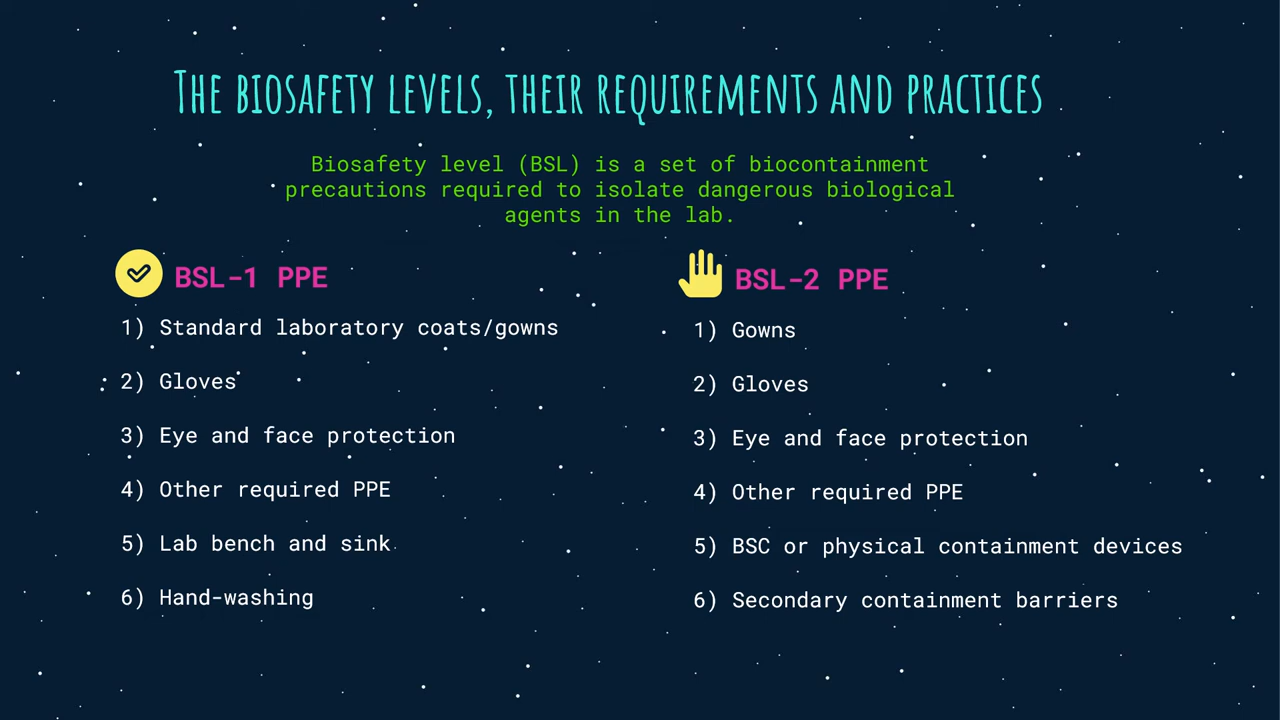 The biosafety levels, their requirements and practices
Biosafety level (BSL) is a set of biocontainment
precautions required to isolate dangerous biological
agents in the lab.
BSL-1 PPE
1) Standard laboratory coats/gowns
2) Gloves
3) Eye and face protection
4) Other required PPE
5) Lab bench and sink
6) Hand-washing
BSL-2 PPE
1) Gowns
2) Gloves
3) Eye and face protection
4) Other required PPE
5) BSC or physical containment devices
6) Secondary containment barriers